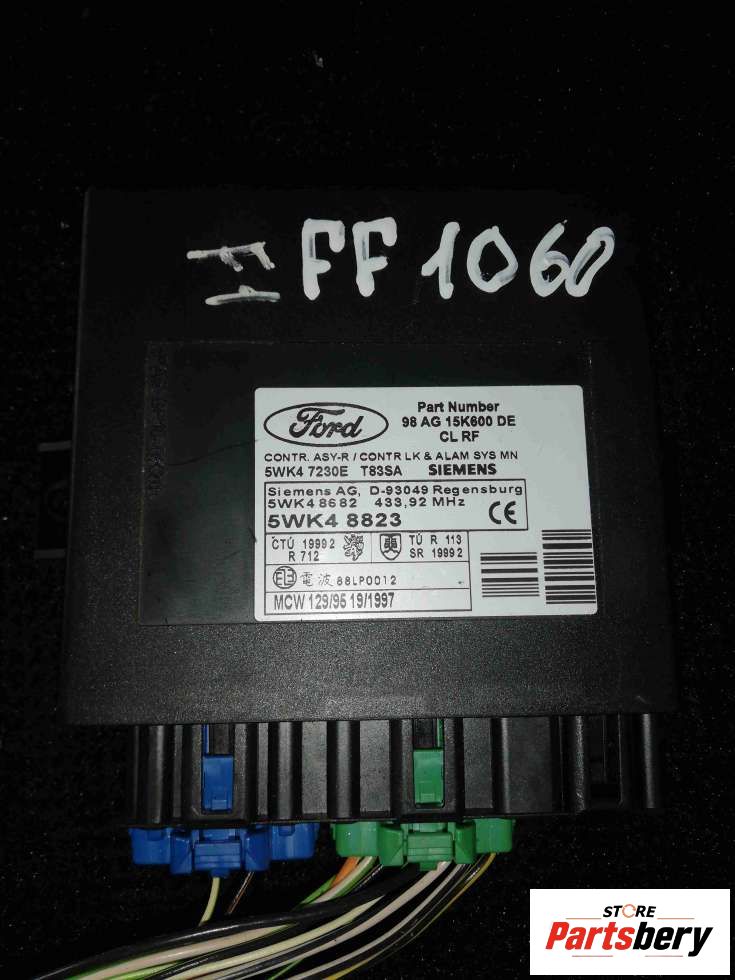 FF 1060
Ford
Part Number
98 AG 15K600 DE
CL RF
CONTR. ASY-R / CONTR LK & ALAM SYS MN
5WK4 7230E T83SA SIEMENS
Siemens AG, D-93049 Regensburg
5WK4 8682 433,92 MHz
5WK4 8823 CE
ČTÚ 1999 2
R 712
TÚ R 113
SR 1999 2
電波 88LP0012
MCW 129/95 19/1997
STORE
Partsbery